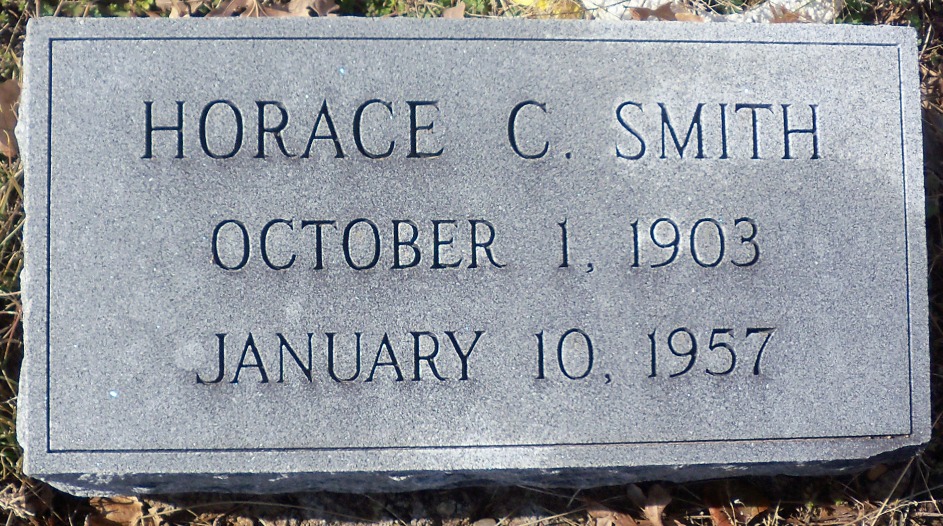 HORACE C. SMITH
OCTOBER 1, 1903
JANUARY 10, 1957